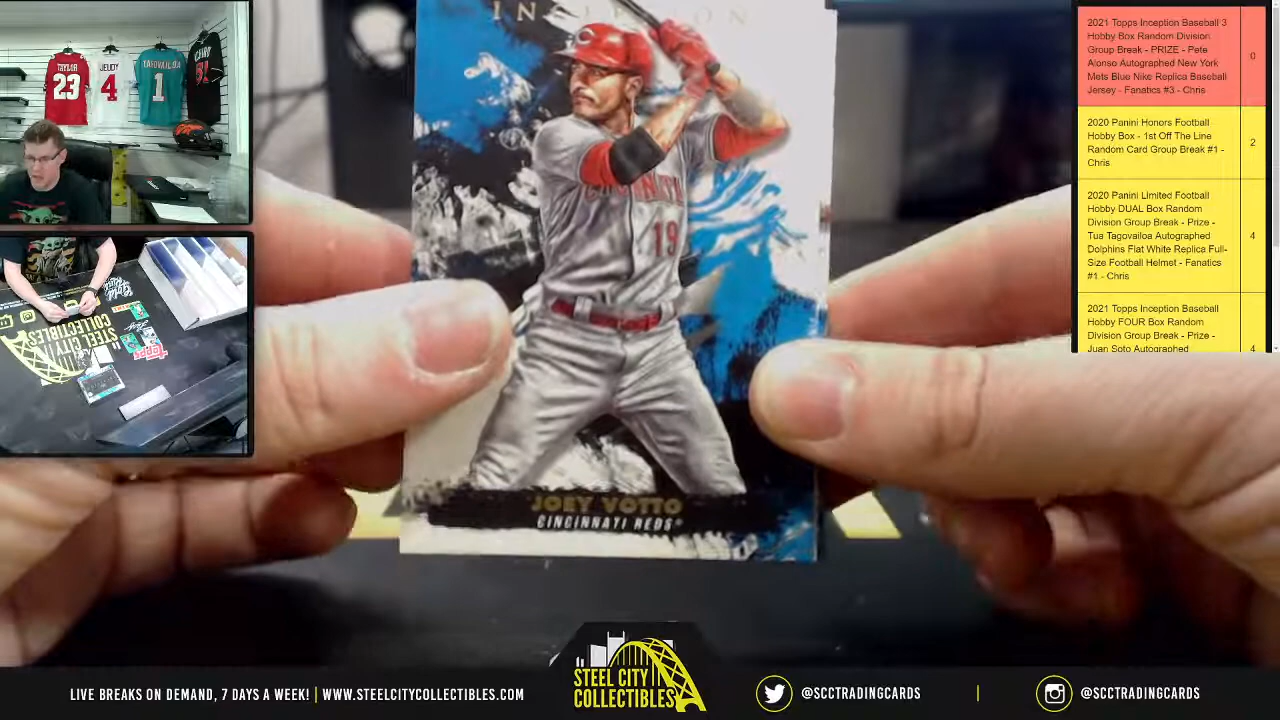 TAYLOR
23
JEUDY
4
TAGOVAILOA
1
51
STEEL CITY
COLLECTIBLES
Topps
INCEPTION
CINCINNATI
19
JOEY VOTTO
CINCINNATI REDS®
2021 Topps Inception Baseball 3
Hobby Box Random Division
Group Break - PRIZE - Pete
Alonso Autographed New York
Mets Blue Nike Replica Baseball
Jersey - Fanatics #3 - Chris
0
2020 Panini Honors Football
Hobby Box - 1st Off The Line
Random Card Group Break #1 -
Chris
2
2020 Panini Limited Football
Hobby DUAL Box Random
Division Group Break - Prize -
Tua Tagovailoa Autographed
Dolphins Flat White Replica Full-
Size Football Helmet - Fanatics
#1 - Chris
4
2021 Topps Inception Baseball
Hobby FOUR Box Random
Division Group Break - Prize -
Juan Soto Autographed
4
LIVE BREAKS ON DEMAND, 7 DAYS A WEEK! | WWW.STEELCITYCOLLECTIBLES.COM
STEEL CITY
COLLECTIBLES
@SCCTRADINGCARDS
|
@SCCTRADINGCARDS